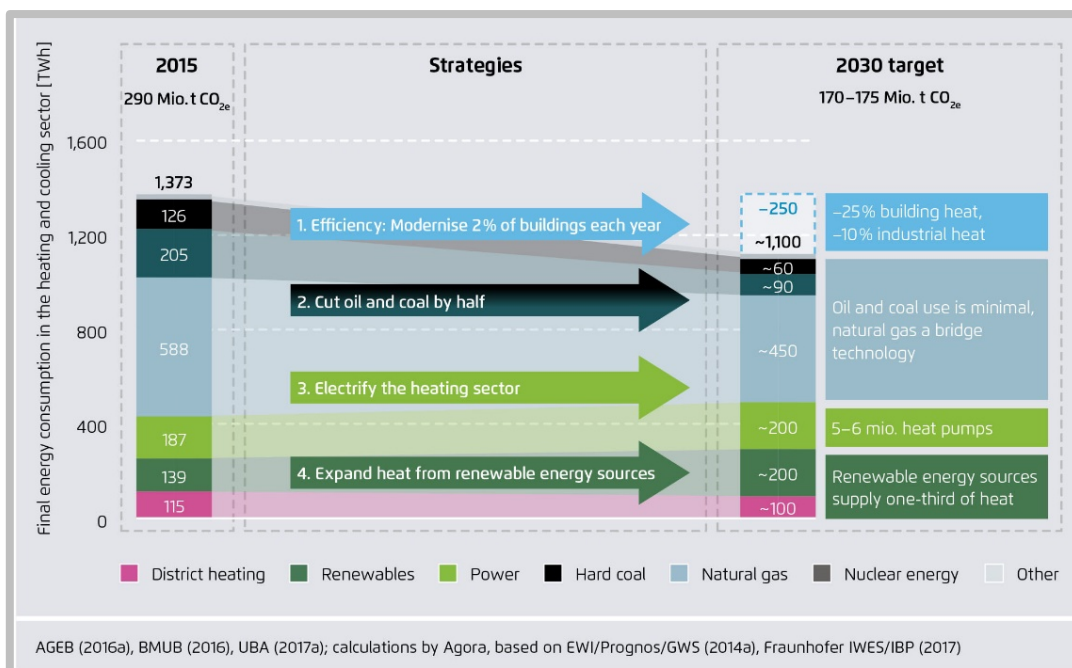 Final energy consumption in the heating and cooling sector [TWh]
2015
290 Mio. t CO2e
Strategies
2030 target
170–175 Mio. t CO2e
1,600
1,200
800
400
0
1,373
126
205
588
187
139
115
1. Efficiency: Modernise 2% of buildings each year
2. Cut oil and coal by half
3. Electrify the heating sector
4. Expand heat from renewable energy sources
–250
~1,100
~60
~90
~450
~200
~200
~100
–25% building heat,
–10% industrial heat
Oil and coal use is minimal,
natural gas a bridge
technology
5–6 mio. heat pumps
Renewable energy sources
supply one-third of heat
District heating
Renewables
Power
Hard coal
Natural gas
Nuclear energy
Other
AGEB (2016a), BMUB (2016), UBA (2017a); calculations by Agora, based on EWI/Prognos/GWS (2014a), Fraunhofer IWES/IBP (2017)